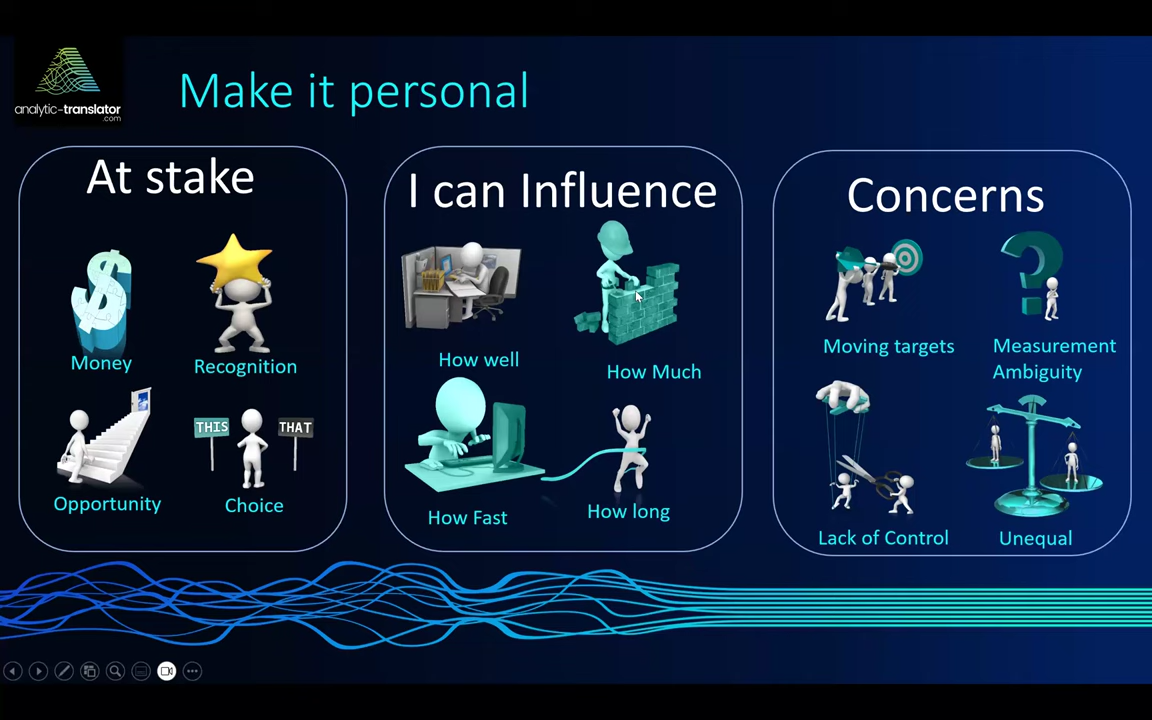 analytic-translator
.com
Make it personal
At stake
Money
Recognition
THIS
THAT
Opportunity
Choice
I can Influence
How well
How Much
How Fast
How long
Concerns
Moving targets
Measurement
Ambiguity
Lack of Control
Unequal